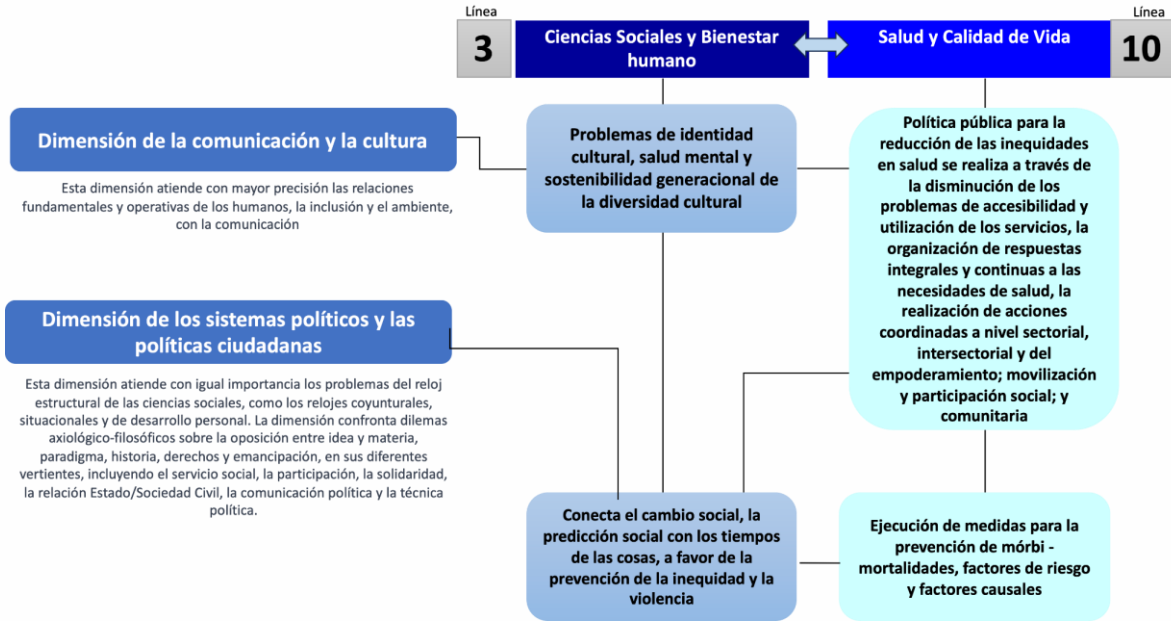 Línea
3
Ciencias Sociales y Bienestar
humano
Salud y Calidad de Vida
Línea
10
Dimensión de la comunicación y la cultura
Esta dimensión atiende con mayor precisión las relaciones
fundamentales y operativas de los humanos, la inclusión y el ambiente,
con la comunicación
Problemas de identidad
cultural, salud mental y
sostenibilidad generacional de
la diversidad cultural
Política pública para la
reducción de las inequidades
en salud se realiza a través de
la disminución de los
problemas de accesibilidad y
utilización de los servicios, la
organización de respuestas
integrales y continuas a las
necesidades de salud, la
realización de acciones
coordinadas a nivel sectorial,
intersectorial y del
empoderamiento; movilización
y participación social; y
comunitaria
Dimensión de los sistemas políticos y las
políticas ciudadanas
Esta dimensión atiende con igual importancia los problemas del reloj
estructural de las ciencias sociales, como los relojes coyunturales,
situacionales y de desarrollo personal. La dimensión confronta dilemas
axiológico-filosóficos sobre la oposición entre idea y materia,
paradigma, historia, derechos y emancipación, en sus diferentes
vertientes, incluyendo el servicio social, la participación, la solidaridad,
la relación Estado/Sociedad Civil, la comunicación política y la técnica
política.
Conecta el cambio social, la
predicción social con los tiempos
de las cosas, a favor de la
prevención de la inequidad y la
violencia
Ejecución de medidas para la
prevención de mórbi -
mortalidades, factores de riesgo
y factores causales